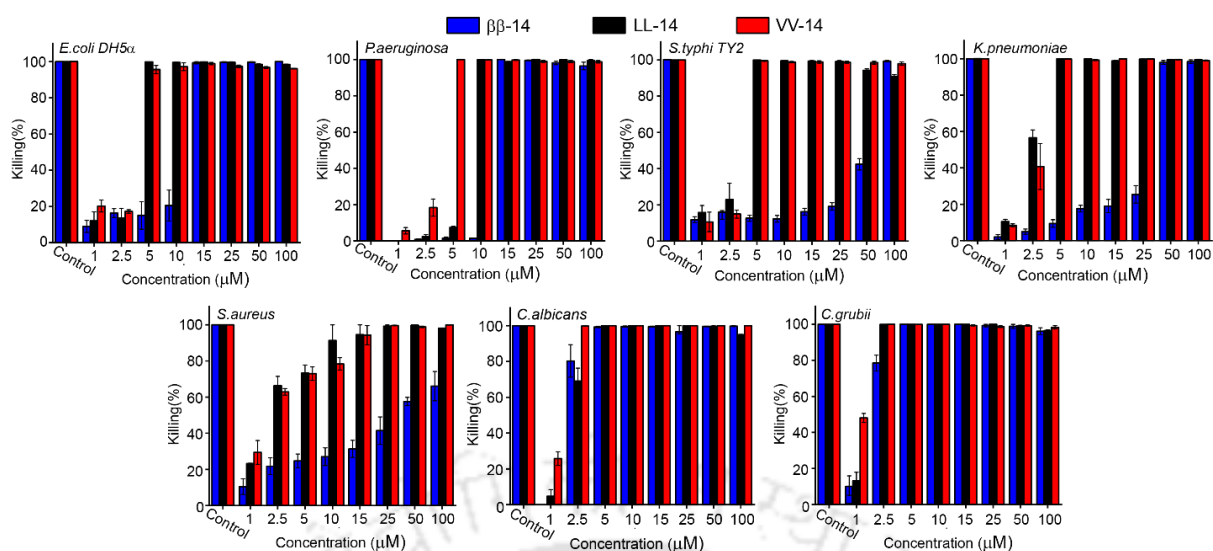 ββ-14 LL-14 VV-14
E.coli DH5α
Killing(%)
100
80
60
40
20
0
Control 1 2.5 5 10 15 25 50 100
Concentration (μM)
P.aeruginosa
Killing(%)
100
80
60
40
20
0
Control 1 2.5 5 10 15 25 50 100
Concentration (μM)
S.typhi TY2
Killing(%)
100
80
60
40
20
0
Control 1 2.5 5 10 15 25 50 100
Concentration (μM)
K.pneumoniae
Killing(%)
100
80
60
40
20
0
Control 1 2.5 5 10 15 25 50 100
Concentration (μM)
S.aureus
Killing(%)
100
80
60
40
20
0
Control 1 2.5 5 10 15 25 50 100
Concentration (μM)
C.albicans
Killing(%)
100
80
60
40
20
0
Control 1 2.5 5 10 15 25 50 100
Concentration (μM)
C.grubii
Killing(%)
100
80
60
40
20
0
Control 1 2.5 5 10 15 25 50 100
Concentration (μM)